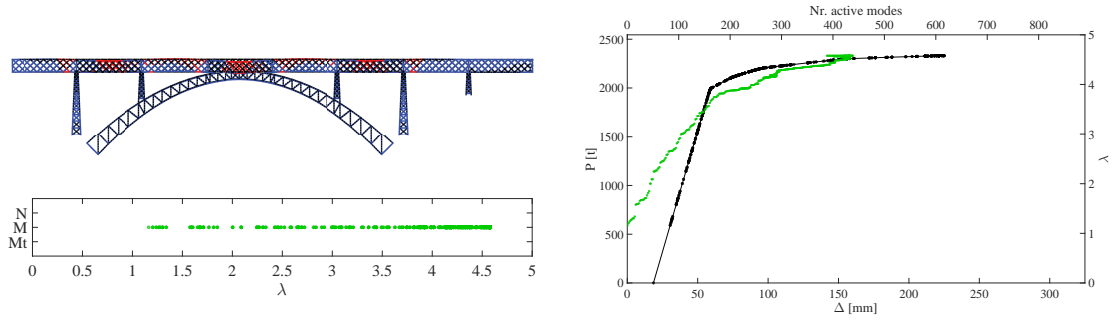 N
M
Mt
0 0.5 1 1.5 2 2.5 3 3.5 4 4.5 5
λ
Nr. active modes
0 100 200 300 400 500 600 700 800
2500
2000
1500
1000
500
0
P [t]
5
4
3
2
1
0
λ
0 50 100 150 200 250 300
Δ [mm]